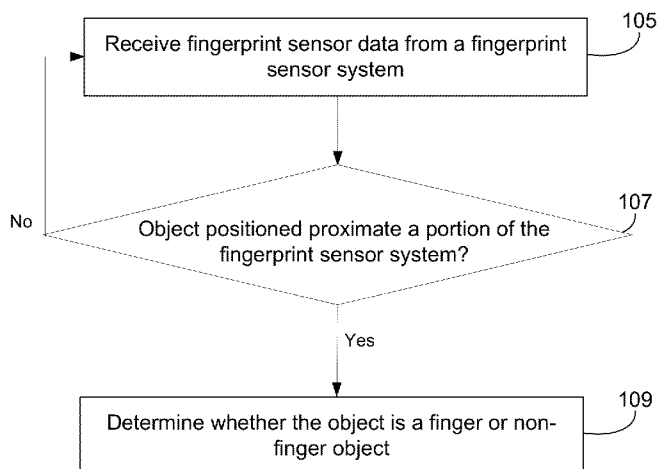 Receive fingerprint sensor data from a fingerprint
sensor system
105
Object positioned proximate a portion of the
fingerprint sensor system?
107
No
Yes
Determine whether the object is a finger or non-
finger object
109